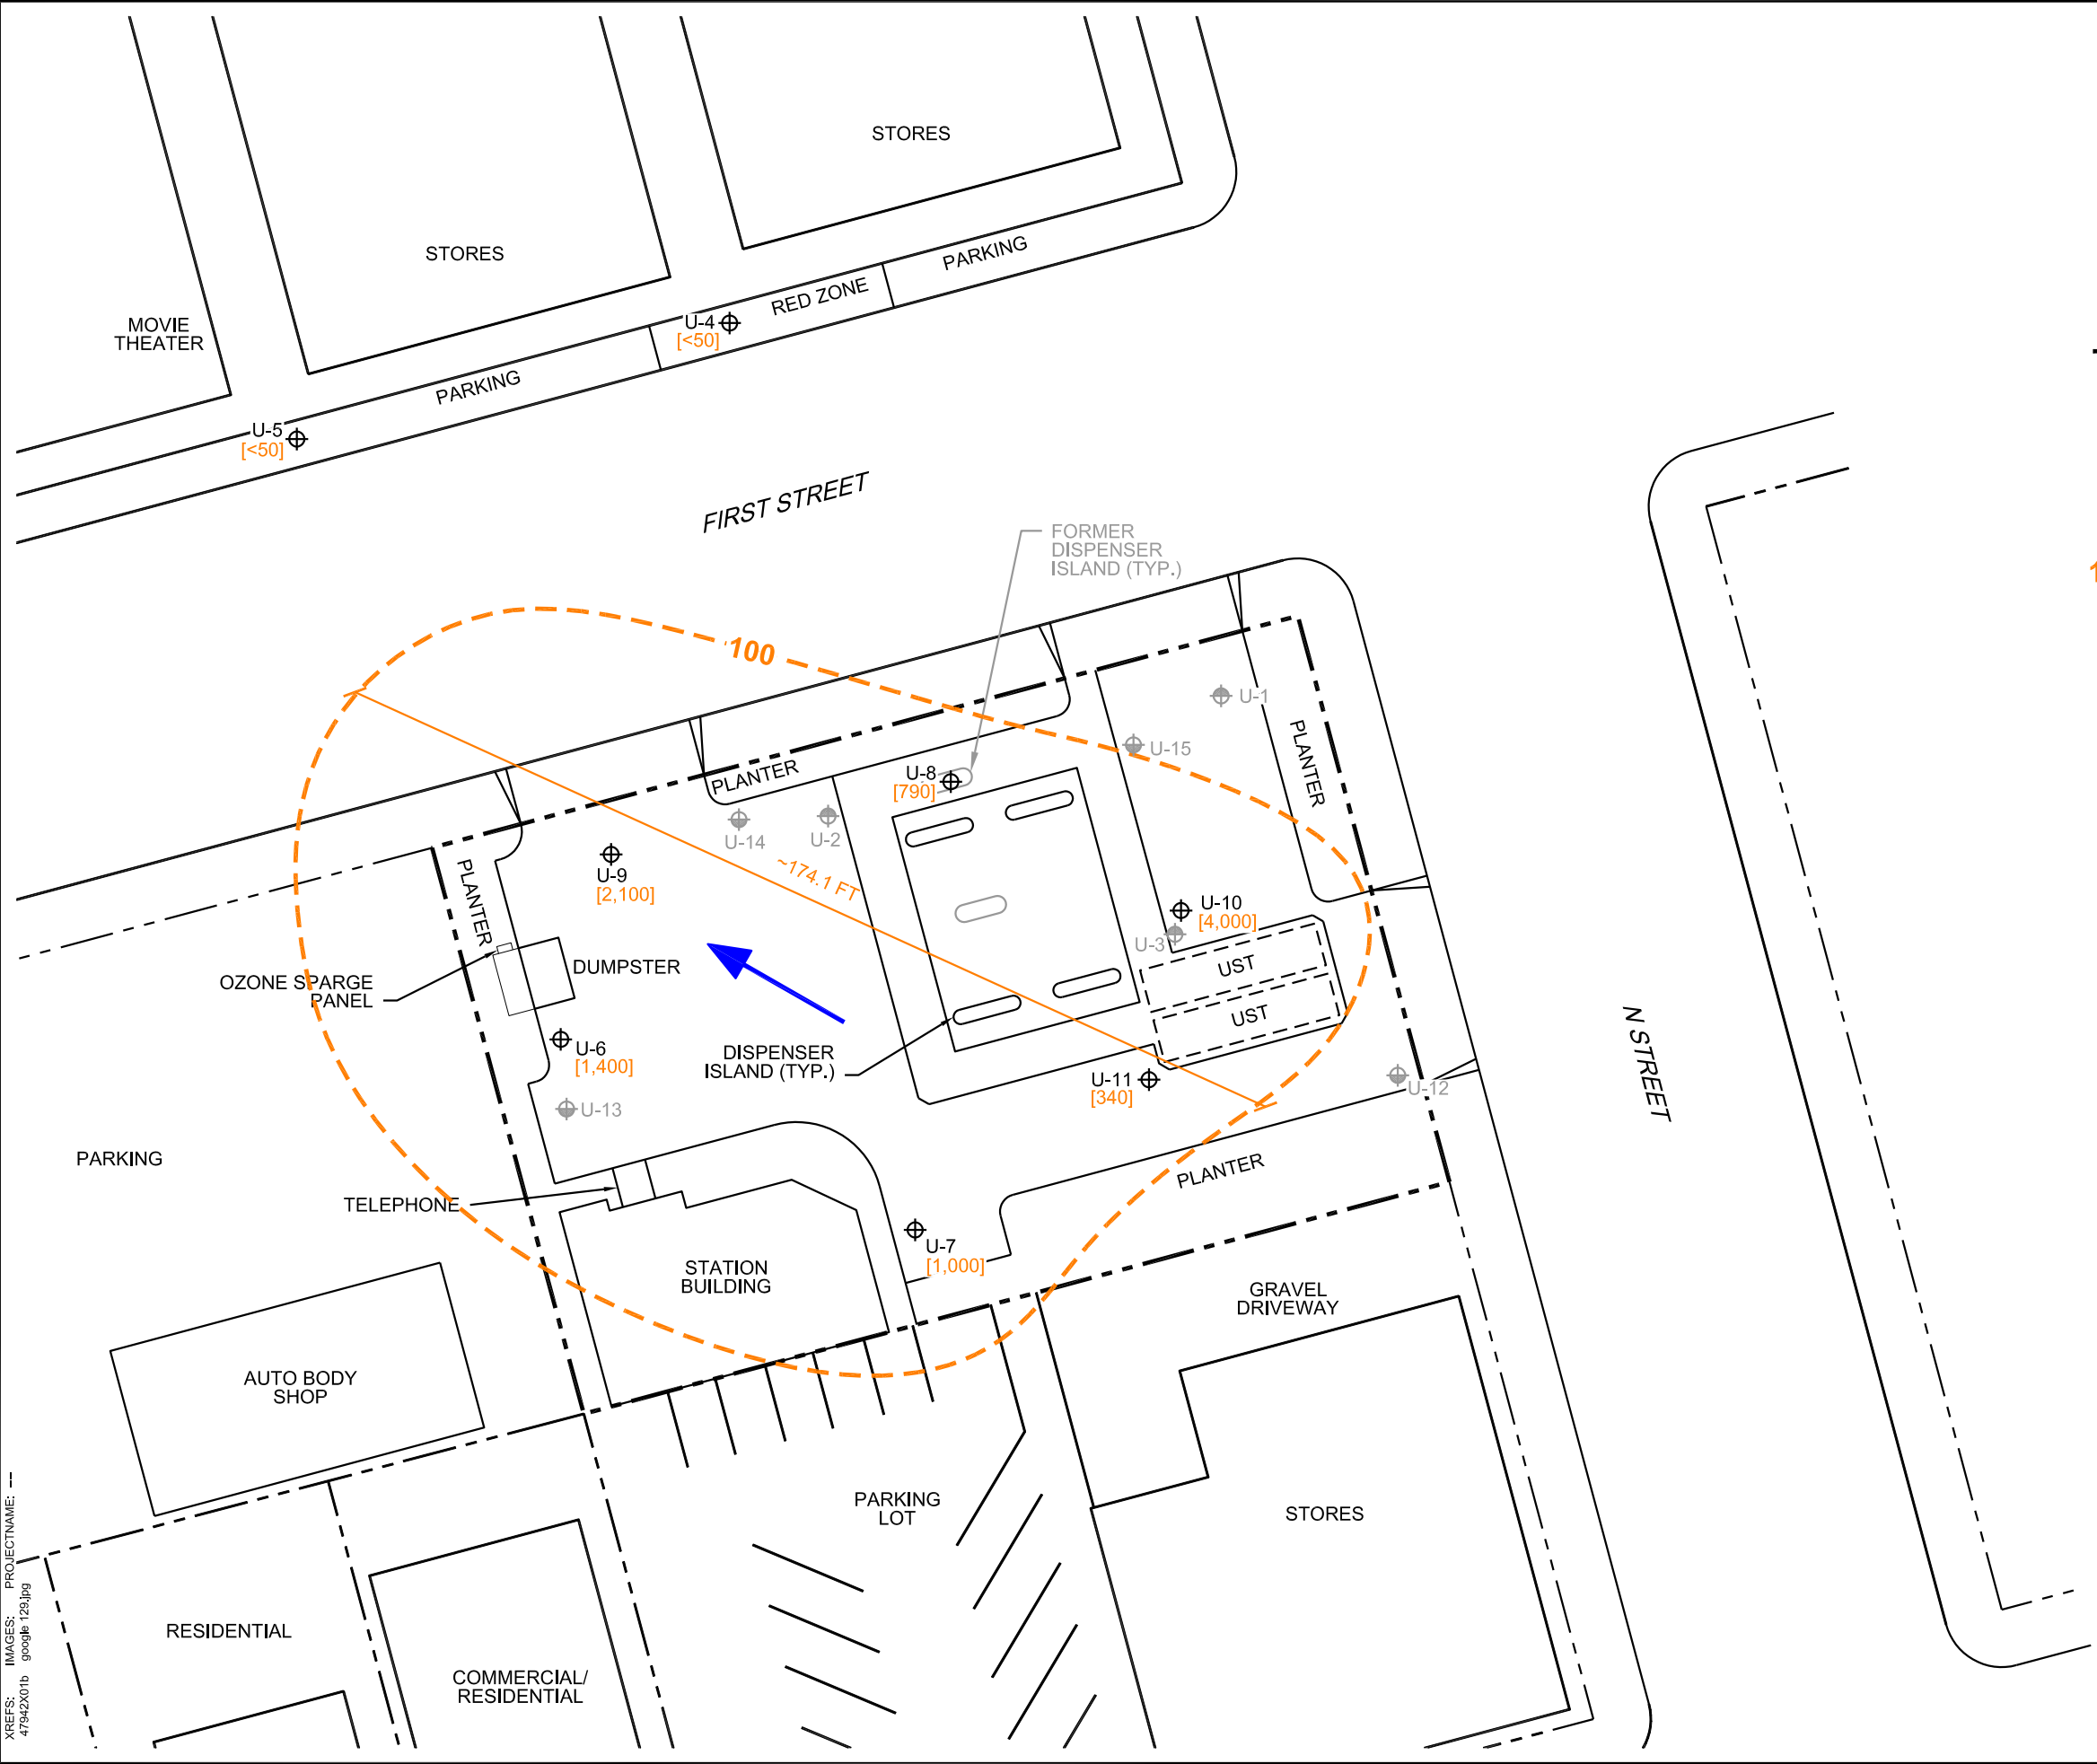 STORES
STORES
PARKING
RED ZONE
MOVIE
THEATER
U-4
[<50]
PARKING
U-5
[<50]
FIRST STREET
FORMER
DISPENSER
ISLAND (TYP.)
100
U-1
U-15
PLANTER
PLANTER
U-8
[790]
U-14
U-2
~174.1 FT
U-9
[2,100]
PLANTER
U-10
[4,000]
U-3
UST
UST
DUMPSTER
OZONE SPARGE
PANEL
U-6
[1,400]
DISPENSER
ISLAND (TYP.)
U-11
[340]
U-12
N STREET
U-13
PARKING
PLANTER
TELEPHONE
U-7
[1,000]
STATION
BUILDING
GRAVEL
DRIVEWAY
AUTO BODY
SHOP
PARKING
LOT
STORES
RESIDENTIAL
COMMERCIAL/
RESIDENTIAL
XREFS: IMAGES: PROJECTNAME: ---
47942X01b google 129.jpg